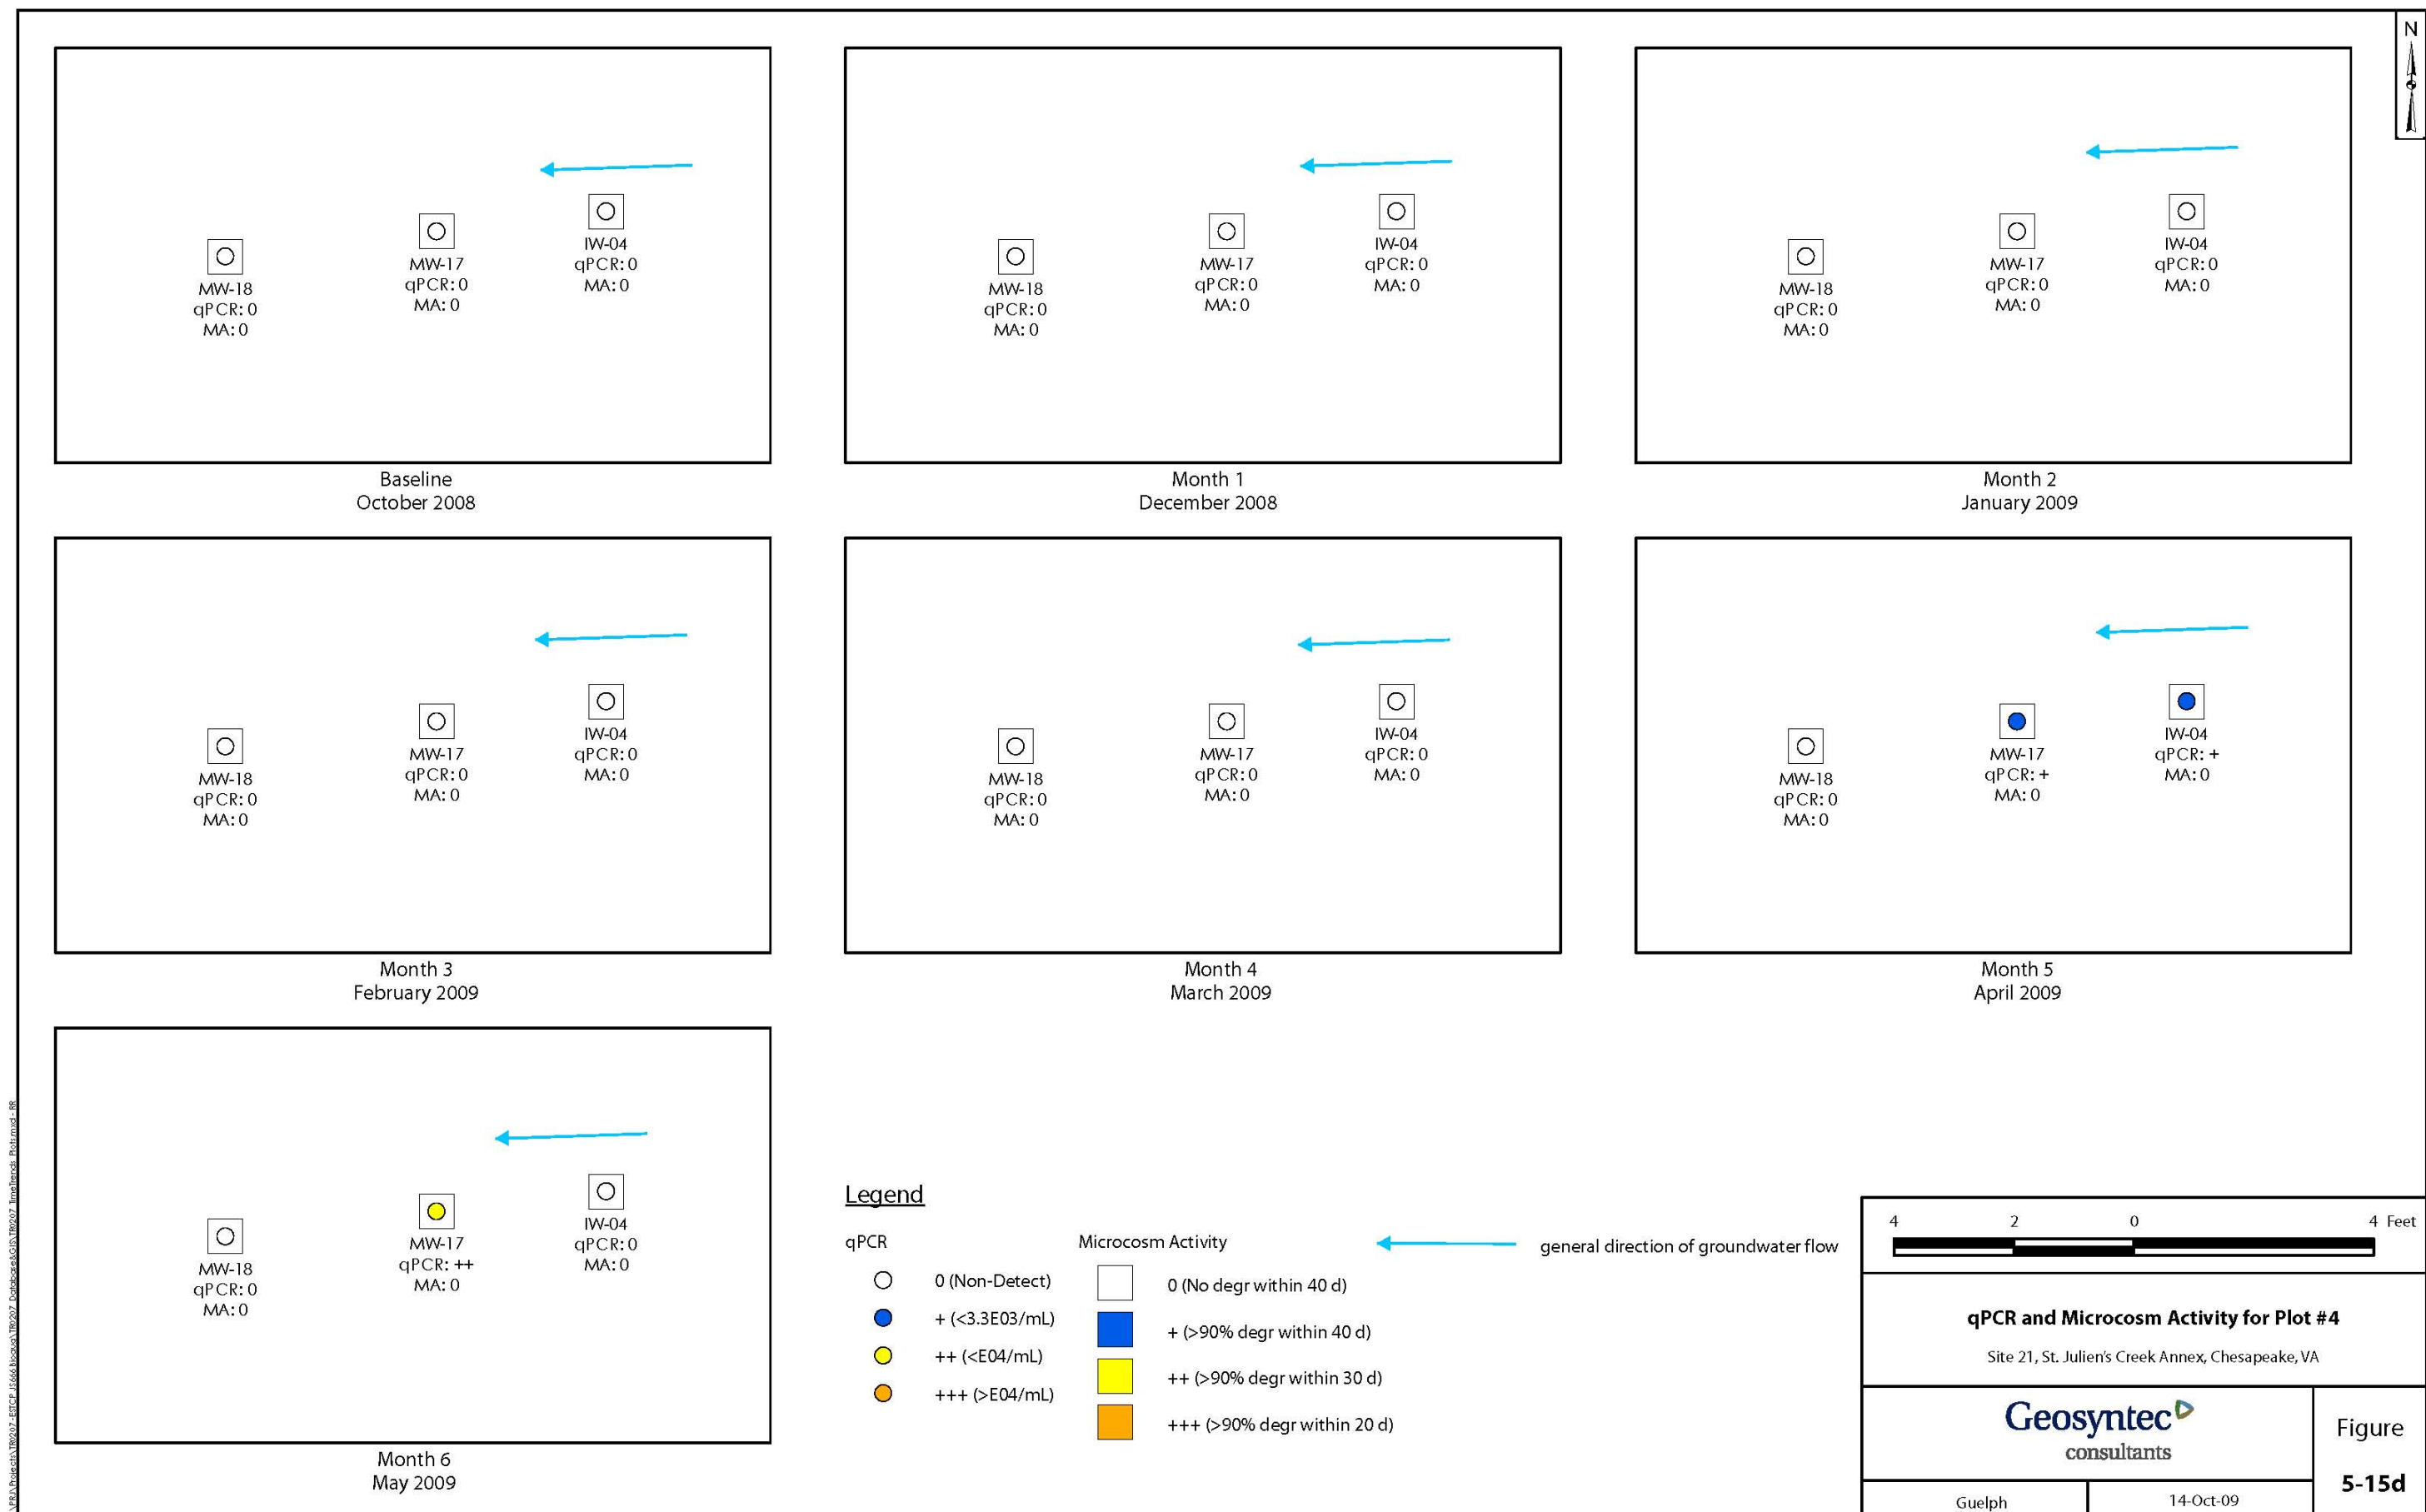 N
MW-18
qPCR: 0
MA: 0
MW-17
qPCR: 0
MA: 0
IW-04
qPCR: 0
MA: 0
Baseline
October 2008
MW-18
qPCR: 0
MA: 0
MW-17
qPCR: 0
MA: 0
IW-04
qPCR: 0
MA: 0
Month 1
December 2008
MW-18
qPCR: 0
MA: 0
MW-17
qPCR: 0
MA: 0
IW-04
qPCR: 0
MA: 0
Month 2
January 2009
MW-18
qPCR: 0
MA: 0
MW-17
qPCR: 0
MA: 0
IW-04
qPCR: 0
MA: 0
Month 3
February 2009
MW-18
qPCR: 0
MA: 0
MW-17
qPCR: 0
MA: 0
IW-04
qPCR: 0
MA: 0
Month 4
March 2009
MW-18
qPCR: 0
MA: 0
MW-17
qPCR: +
MA: 0
IW-04
qPCR: +
MA: 0
Month 5
April 2009
MW-18
qPCR: 0
MA: 0
MW-17
qPCR: ++
MA: 0
IW-04
qPCR: 0
MA: 0
Month 6
May 2009
Legend
qPCR
0 (Non-Detect)
+ (<3.3E03/mL)
++ (<E04/mL)
+++ (>E04/mL)
Microcosm Activity
0 (No degr within 40 d)
+ (>90% degr within 40 d)
++ (>90% degr within 30 d)
+++ (>90% degr within 20 d)
general direction of groundwater flow
4 2 0 4 Feet
qPCR and Microcosm Activity for Plot #4
Site 21, St. Julien's Creek Annex, Chesapeake, VA
Geosyntec
consultants
Figure
5-15d
Guelph
14-Oct-09